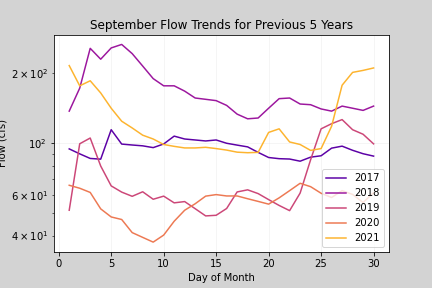 September Flow Trends for Previous 5 Years
Flow (cfs)
2 × 10²
10²
6 × 10¹
4 × 10¹
0 5 10 15 20 25 30
Day of Month
2017
2018
2019
2020
2021